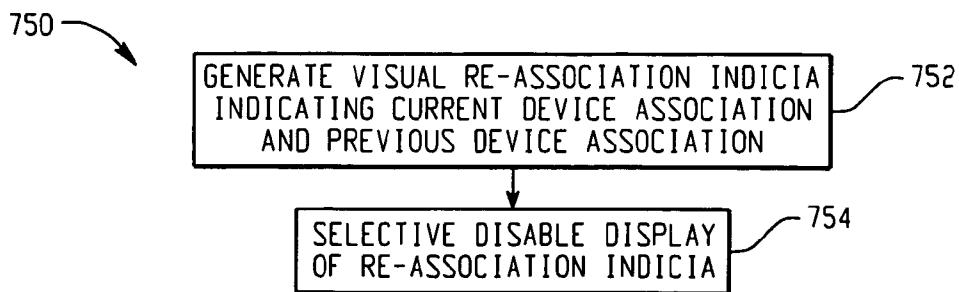 750
GENERATE VISUAL RE-ASSOCIATION INDICIA
INDICATING CURRENT DEVICE ASSOCIATION
AND PREVIOUS DEVICE ASSOCIATION
752
SELECTIVE DISABLE DISPLAY
OF RE-ASSOCIATION INDICIA
754